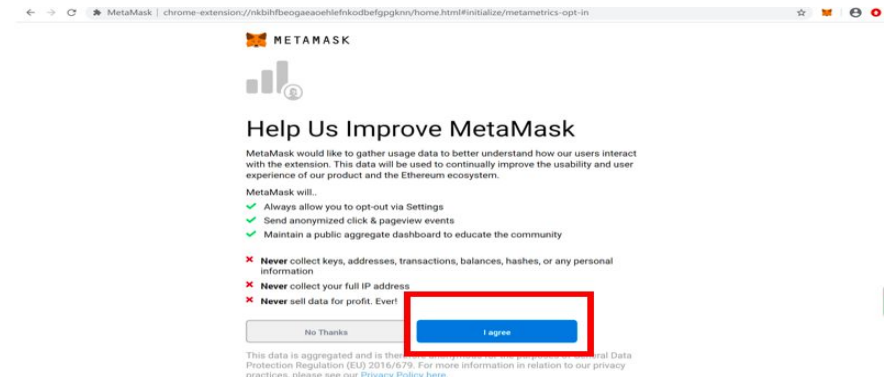 MetaMask | chrome-extension://nkbihfbeogaeaoehlefnkodbefgpgknn/home.html#initialize/metametrics-opt-in
METAMASK
Help Us Improve MetaMask
MetaMask would like to gather usage data to better understand how our users interact
with the extension. This data will be used to continually improve the usability and user
experience of our product and the Ethereum ecosystem.
MetaMask will..
Always allow you to opt-out via Settings
Send anonymized click & pageview events
Maintain a public aggregate dashboard to educate the community
Never collect keys, addresses, transactions, balances, hashes, or any personal
information
Never collect your full IP address
Never sell data for profit. Ever!
No Thanks
I agree
This data is aggregated and is
General Data
Protection Regulation (EU) 2016/679. For more information in relation to our privacy
practices, please see our Privacy Policy here.